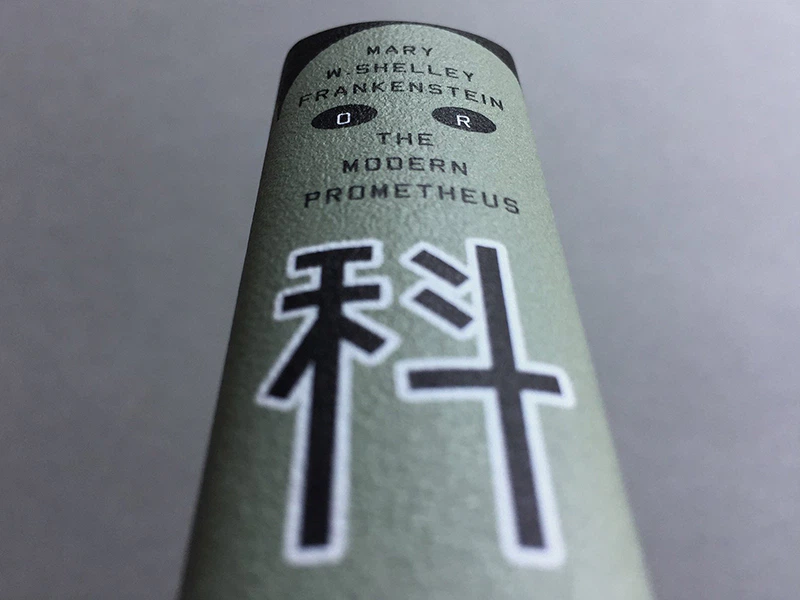 MARY
W. SHELLEY
FRANKENSTEIN
O R
THE
MODERN
PROMETHEUS
科